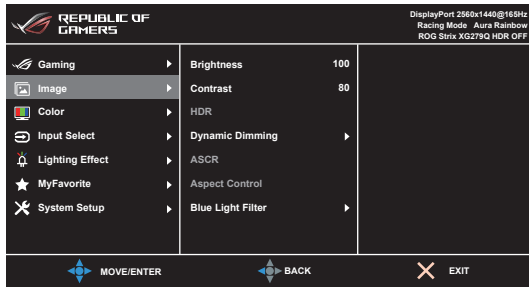 REPUBLIC OF
GAMERS
DisplayPort 2560x1440@165Hz
Racing Mode Aura Rainbow
ROG Strix XG279Q HDR OFF
Gaming
Image
Color
Input Select
Lighting Effect
MyFavorite
System Setup
Brightness 100
Contrast 80
HDR
Dynamic Dimming
ASCR
Aspect Control
Blue Light Filter
MOVE/ENTER
BACK
EXIT